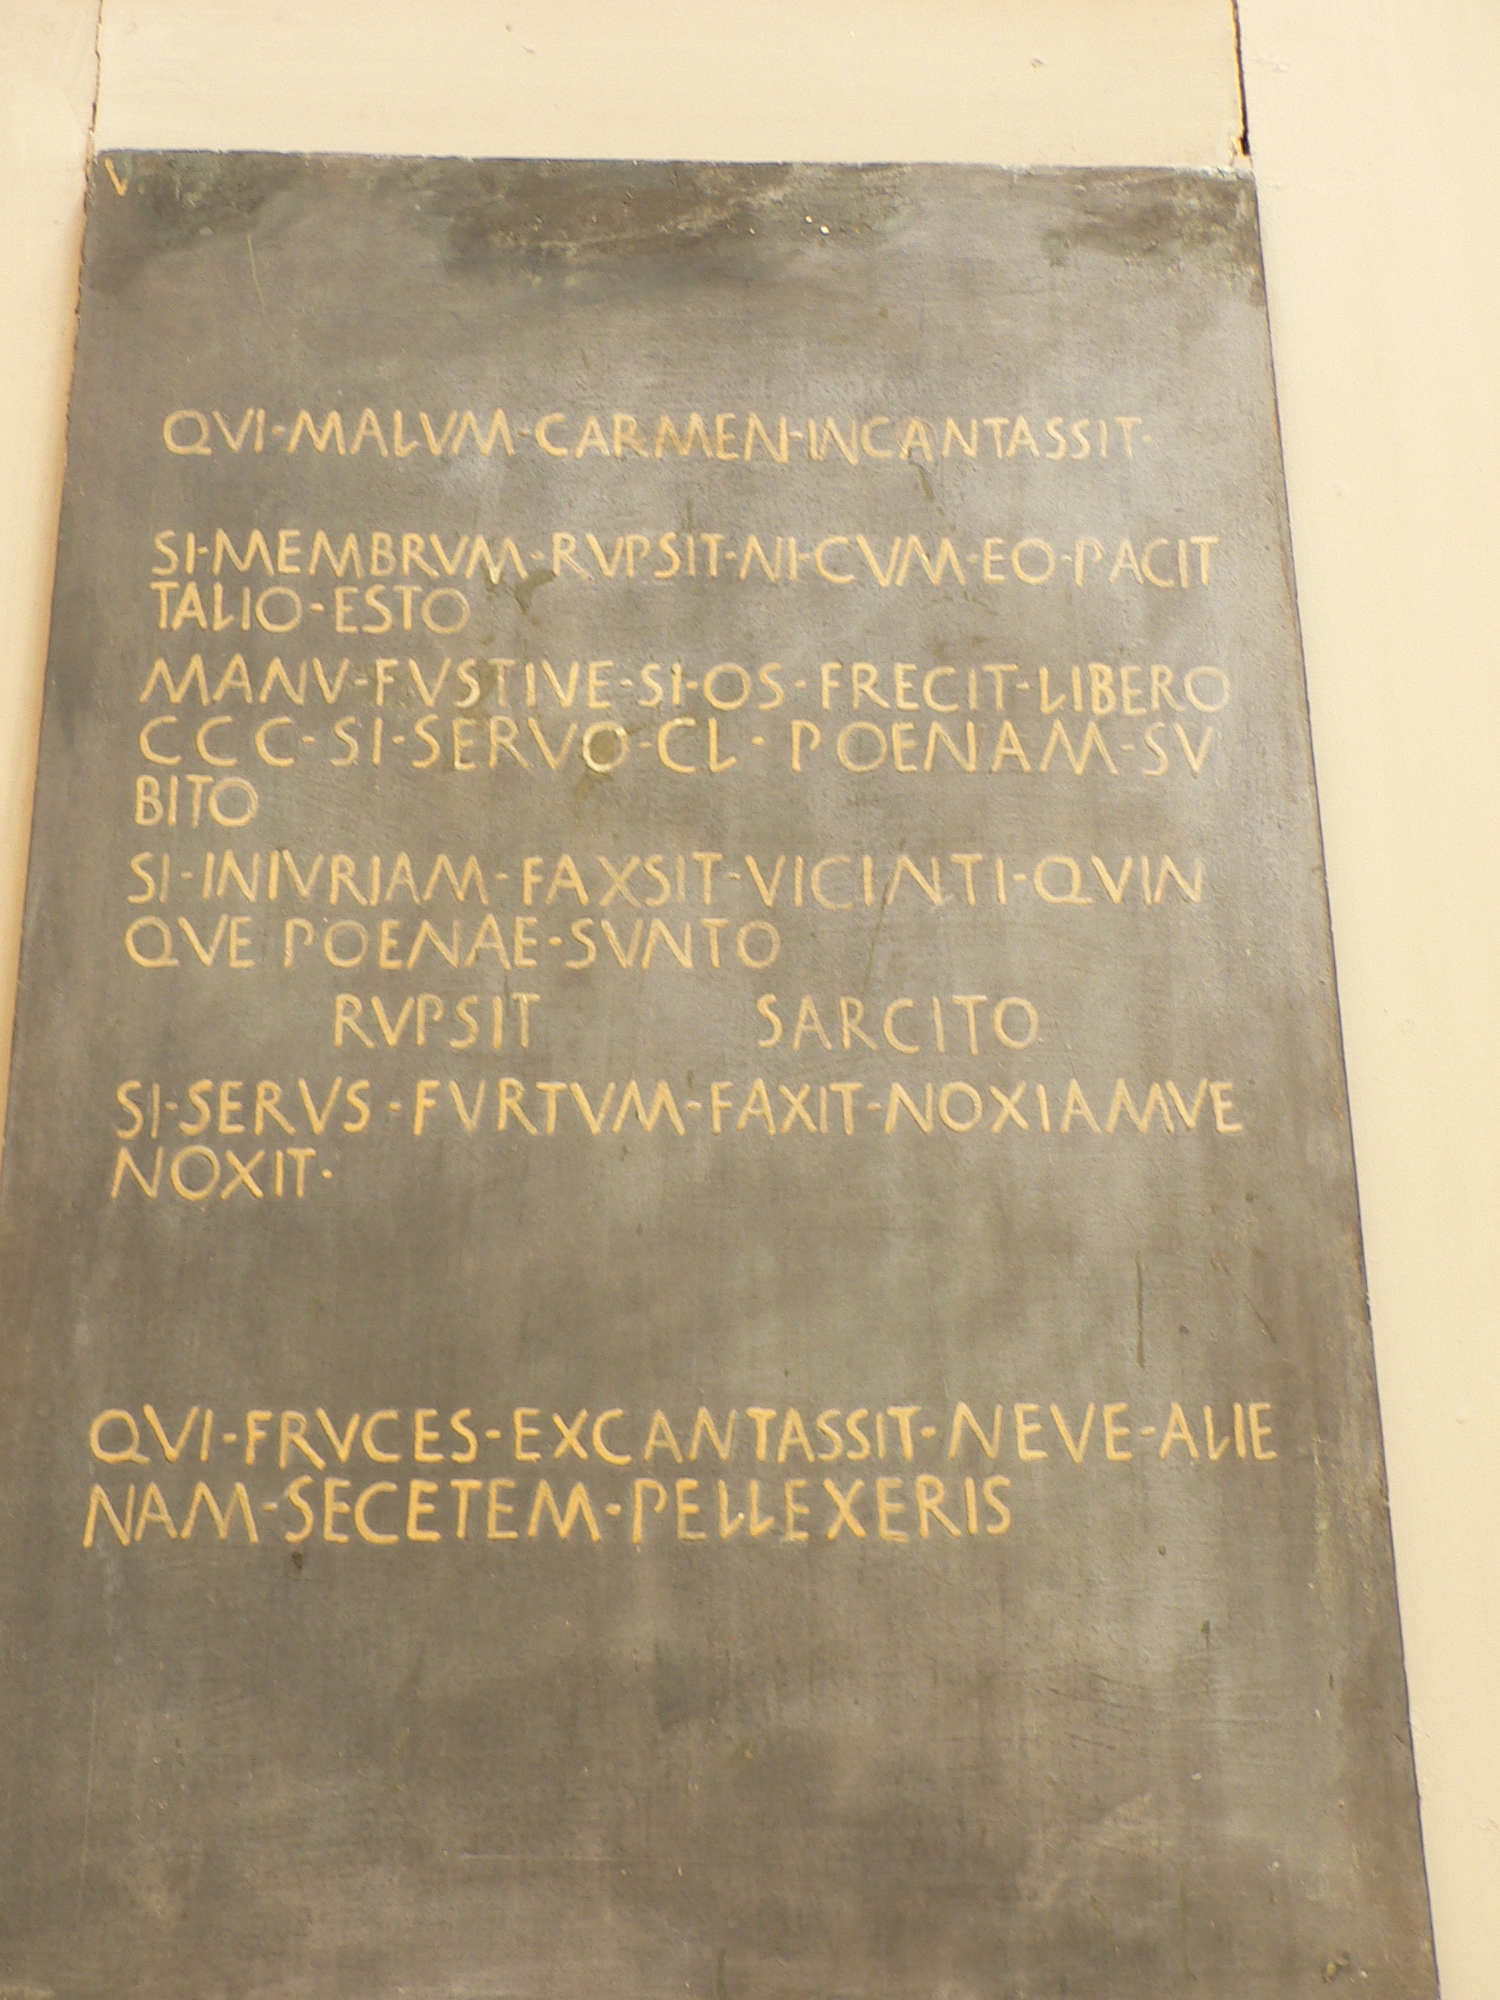 V
QVI·MALVM·CARMEN·INCANTASSIT·
SI·MEMBRVM·RVPSIT·NI·CVM·EO·PACIT
TALIO·ESTO
MANV·FVSTIVE·SI·OS·FRECIT·LIBERO
CCC·SI·SERVO·CL·POENAM·SV
BITO
SI·INIVRIAM·FAXSIT·VICINTI·QVIN
QVE POENAE·SVNTO
RVPSIT SARCITO
SI·SERVS·FVRTVM·FAXIT·NOXIAMVE
NOXIT·
QVI·FRVCES·EXCANTASSIT·NEVE·ALIE
NAM·SECETEM·PELLEXERIS